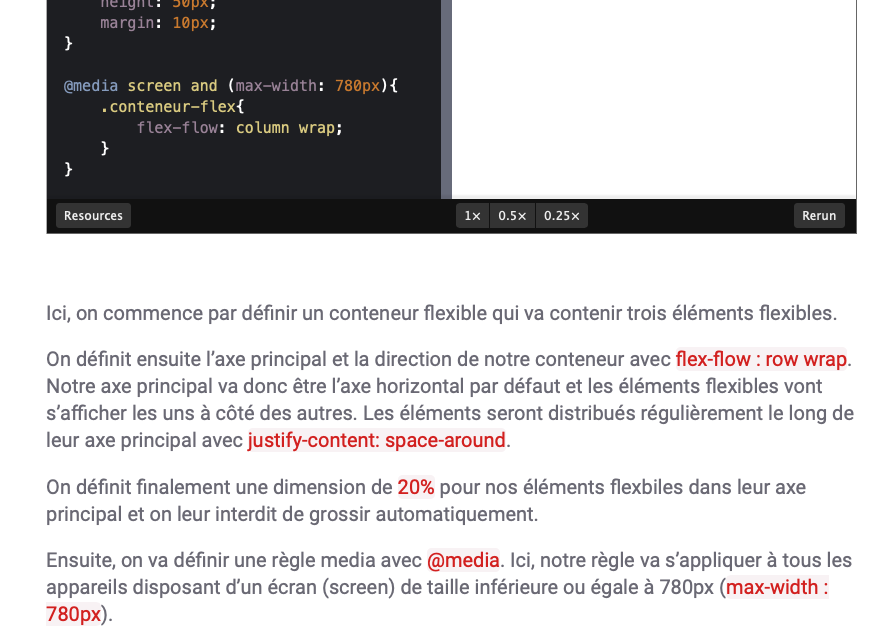 height: 50px;
margin: 10px;
}
@media screen and (max-width: 780px){
.conteneur-flex{
flex-flow: column wrap;
}
}
Resources
1× 0.5× 0.25×
Rerun
Ici, on commence par définir un conteneur flexible qui va contenir trois éléments flexibles.
On définit ensuite l’axe principal et la direction de notre conteneur avec flex-flow : row wrap.
Notre axe principal va donc être l’axe horizontal par défaut et les éléments flexibles vont
s’afficher les uns à côté des autres. Les éléments seront distribués régulièrement le long de
leur axe principal avec justify-content: space-around.
On définit finalement une dimension de 20% pour nos éléments flexbiles dans leur axe
principal et on leur interdit de grossir automatiquement.
Ensuite, on va définir une règle media avec @media. Ici, notre règle va s’appliquer à tous les
appareils disposant d’un écran (screen) de taille inférieure ou égale à 780px (max-width :
780px).